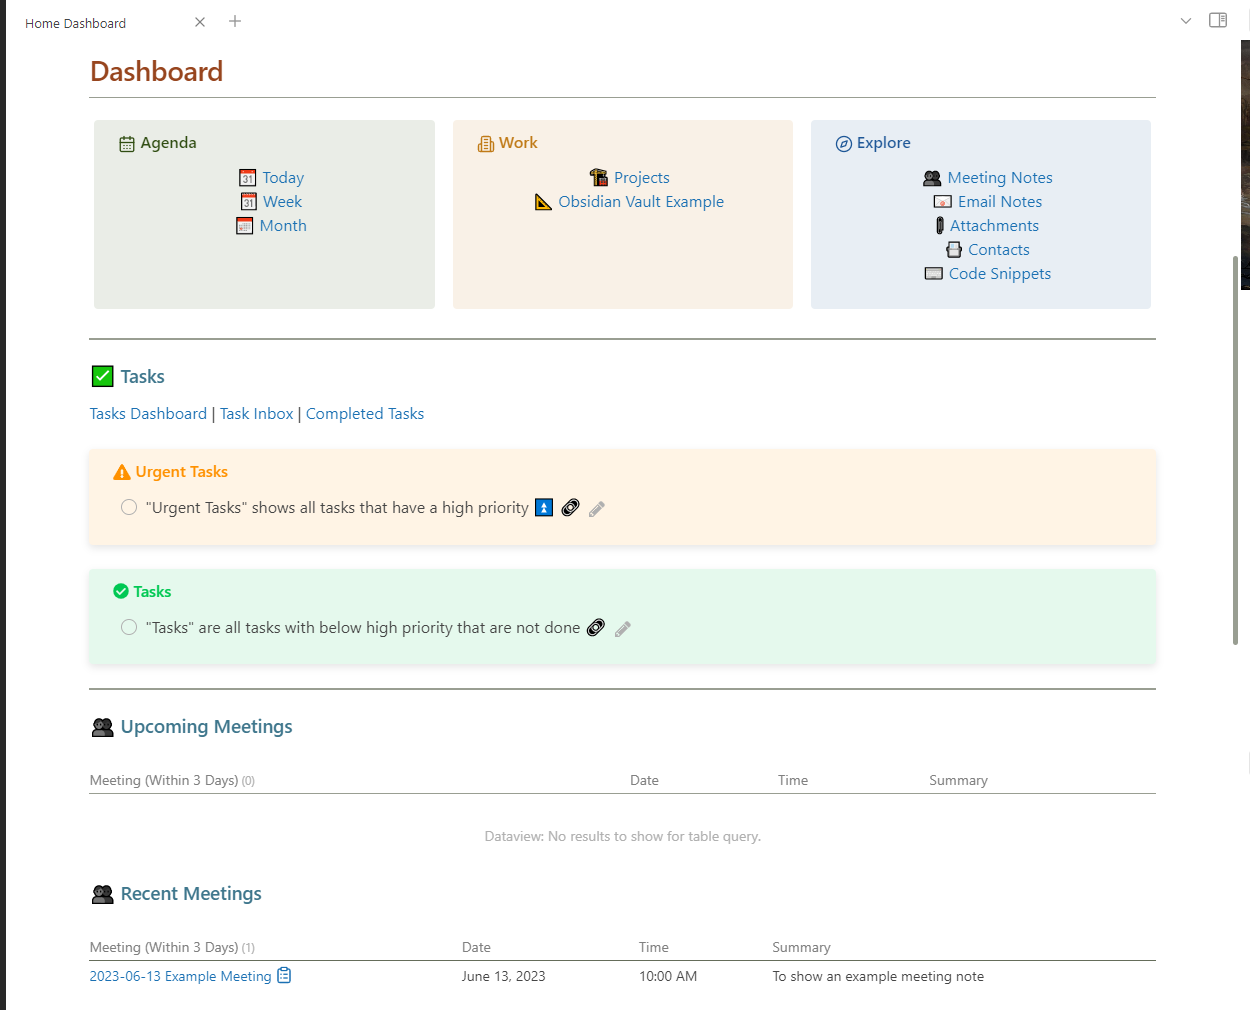 Home Dashboard
Dashboard
Agenda
Today
Week
Month
Work
Projects
Obsidian Vault Example
Explore
Meeting Notes
Email Notes
Attachments
Contacts
Code Snippets
Tasks
Tasks Dashboard | Task Inbox | Completed Tasks
Urgent Tasks
"Urgent Tasks" shows all tasks that have a high priority
Tasks
"Tasks" are all tasks with below high priority that are not done
Upcoming Meetings
Meeting (Within 3 Days) (0) Date Time Summary
Dataview: No results to show for table query.
Recent Meetings
Meeting (Within 3 Days) (1) Date Time Summary
2023-06-13 Example Meeting June 13, 2023 10:00 AM To show an example meeting note